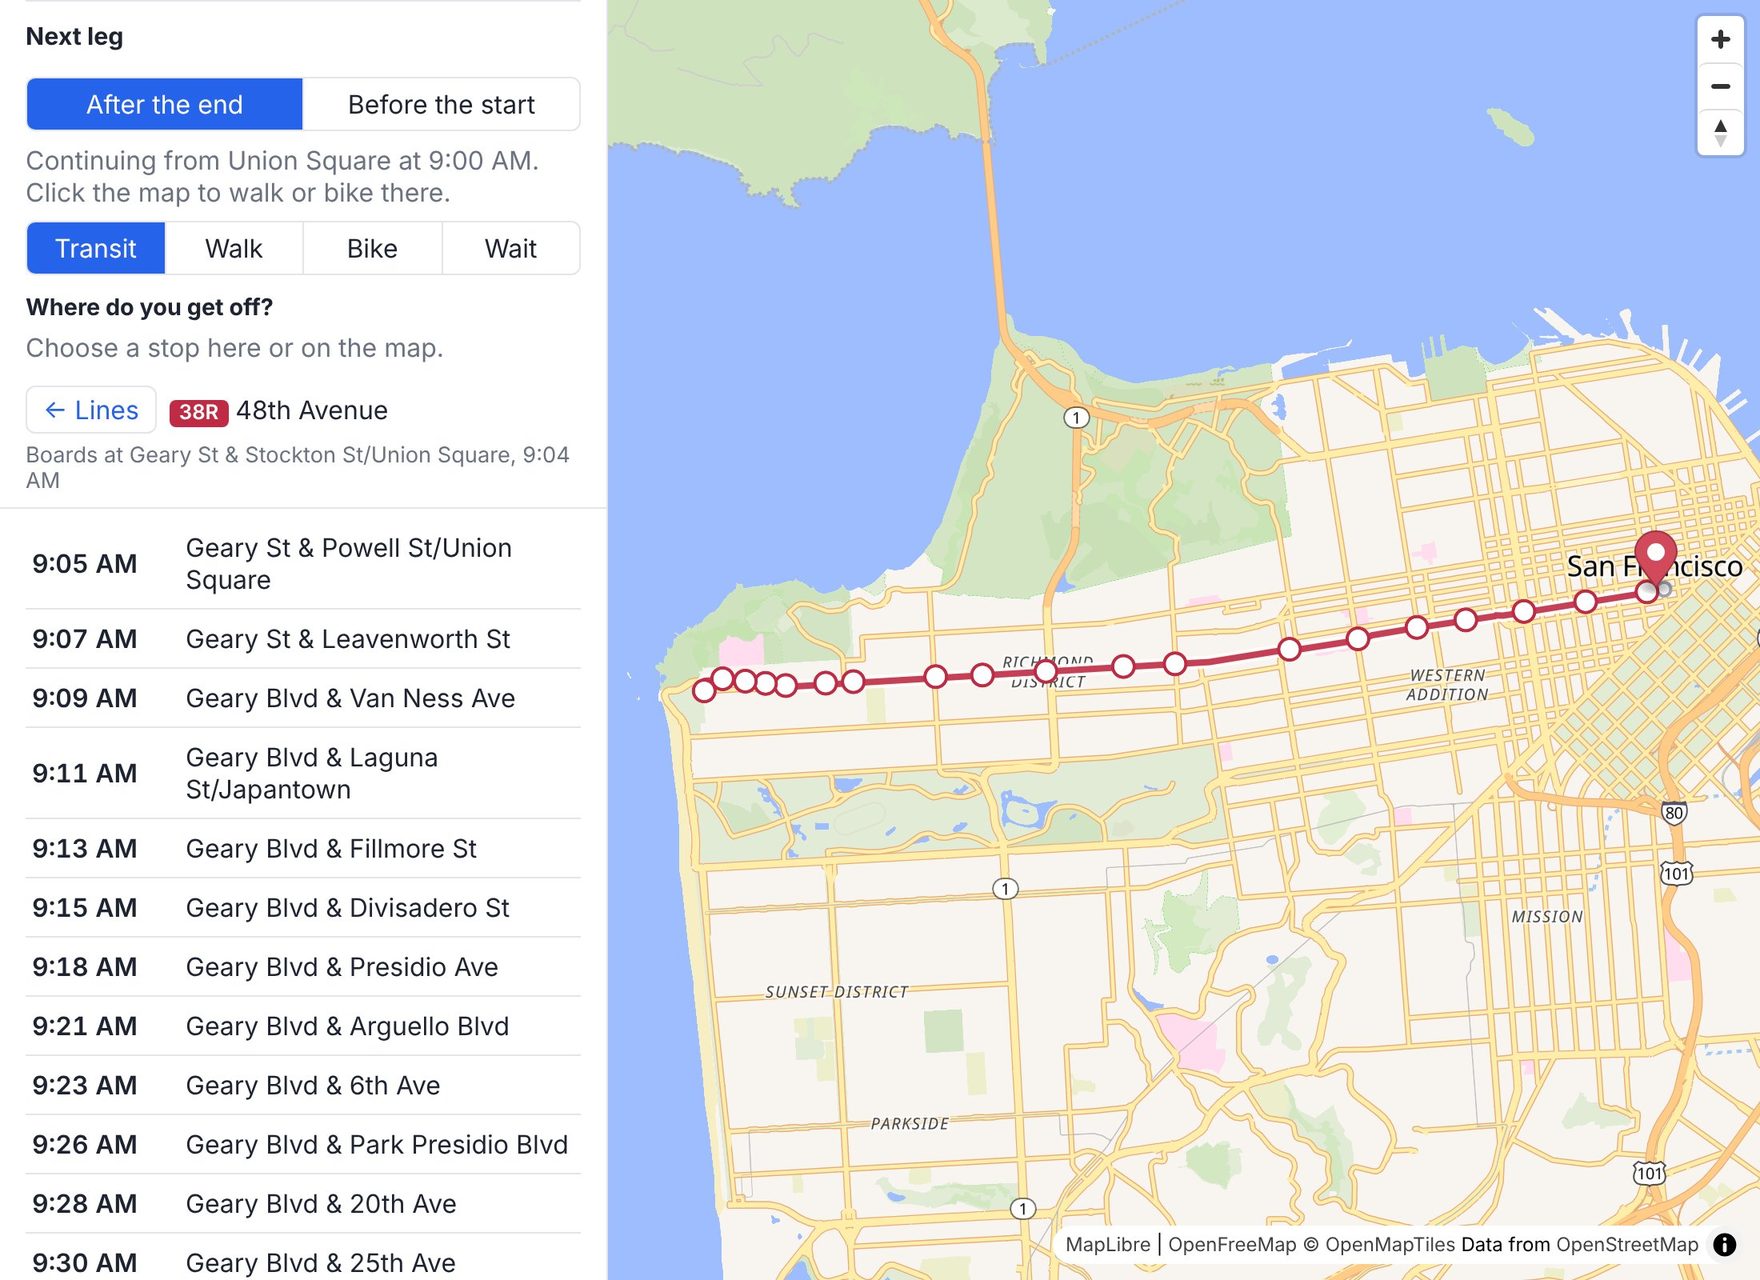 Next leg
After the end
Before the start
Continuing from Union Square at 9:00 AM.
Click the map to walk or bike there.
Transit
Walk
Bike
Wait
Where do you get off?
Choose a stop here or on the map.
← Lines
38R 48th Avenue
Boards at Geary St & Stockton St/Union Square, 9:04
AM
9:05 AM
Geary St & Powell St/Union
Square
9:07 AM
Geary St & Leavenworth St
9:09 AM
Geary Blvd & Van Ness Ave
9:11 AM
Geary Blvd & Laguna
St/Japantown
9:13 AM
Geary Blvd & Fillmore St
9:15 AM
Geary Blvd & Divisadero St
9:18 AM
Geary Blvd & Presidio Ave
9:21 AM
Geary Blvd & Arguello Blvd
9:23 AM
Geary Blvd & 6th Ave
9:26 AM
Geary Blvd & Park Presidio Blvd
9:28 AM
Geary Blvd & 20th Ave
9:30 AM
Geary Blvd & 25th Ave
1
San Francisco
RICHMOND
DISTRICT
WESTERN
ADDITION
80
101
1
MISSION
SUNSET DISTRICT
PARKSIDE
101
1
MapLibre | OpenFreeMap © OpenMapTiles Data from OpenStreetMap